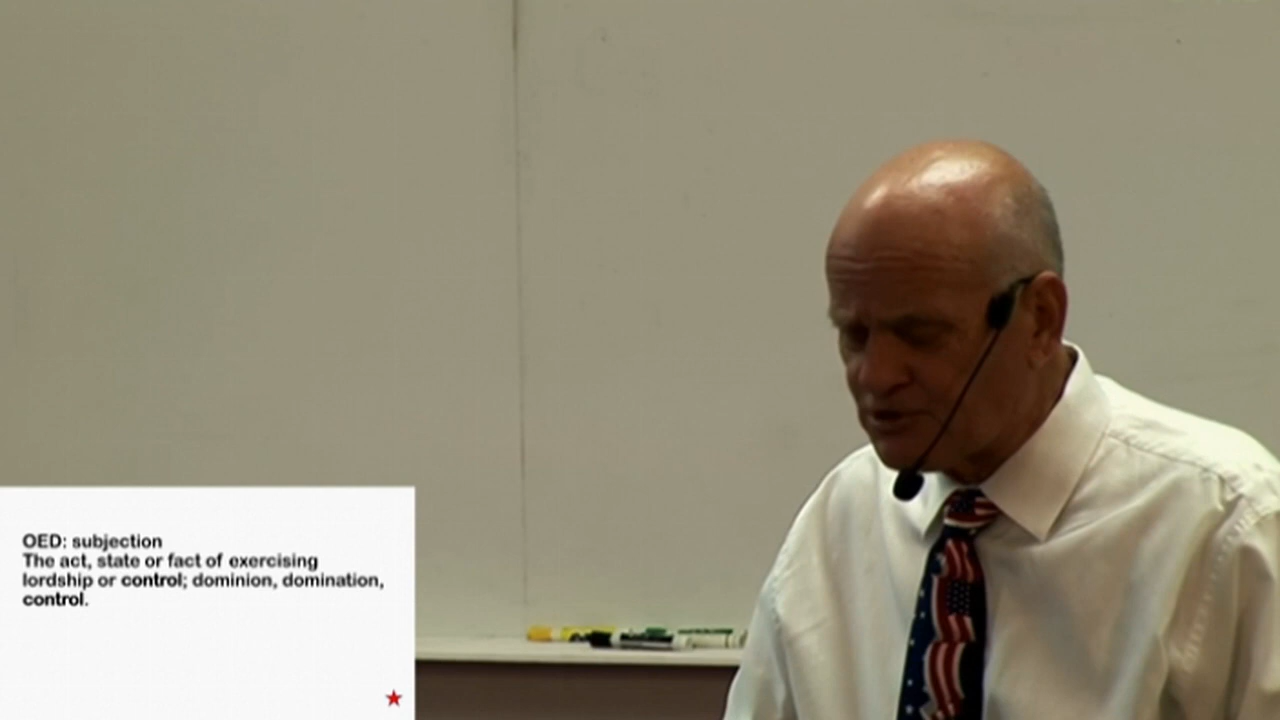 OED: subjection
The act, state or fact of exercising
lordship or control; dominion, domination,
control.